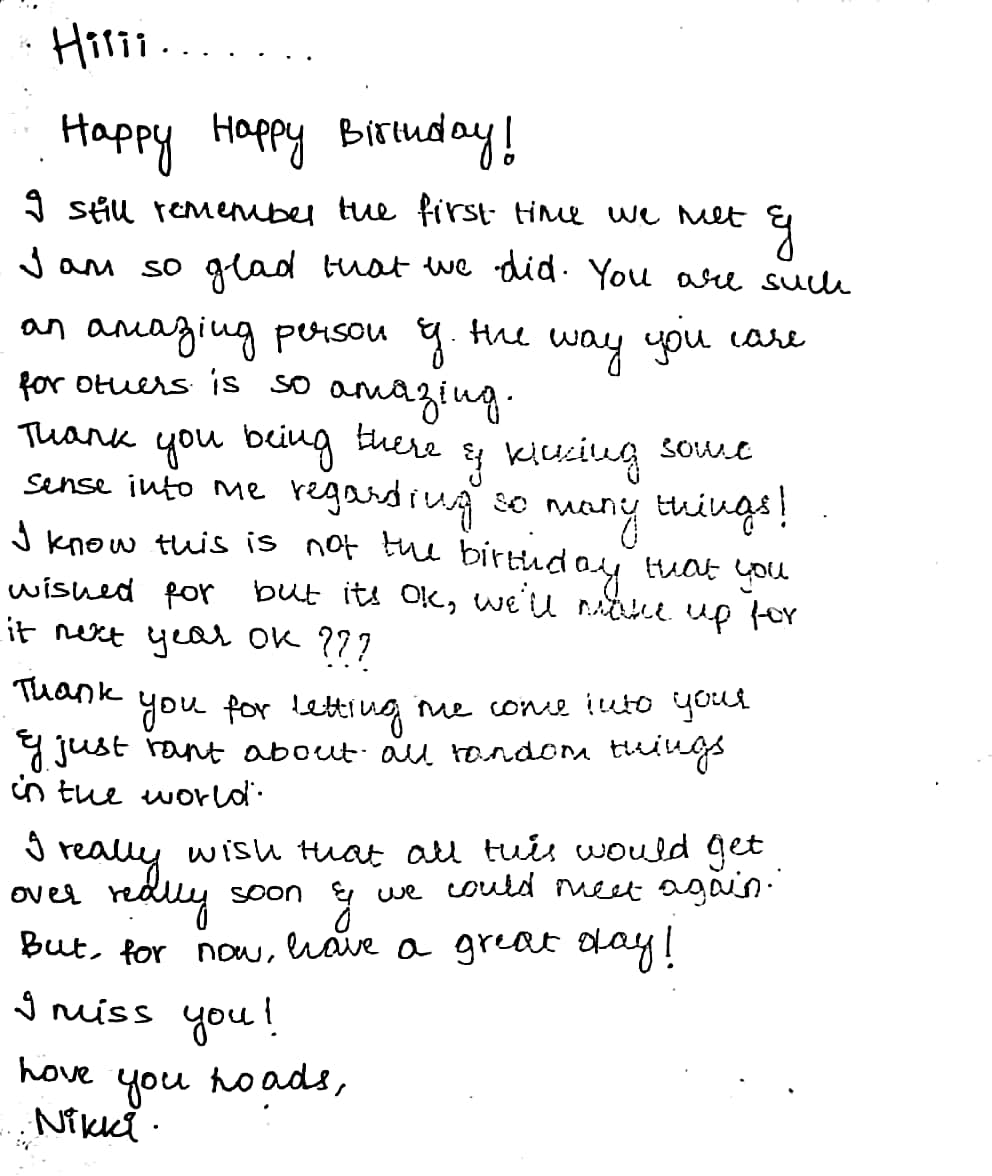 Hiiii.......
Happy Happy Birthday!
I still remember the first time we met &
I am so glad that we did. You are such
an amazing person & the way you care
for others is so amazing.
Thank you being there & kicking some
sense into me regarding so many things!
I know this is not the birthday that you
wished for but its ok, we'll make up for
it next year ok ???
Thank you for letting me come into your
& just rant about all random things
in the world.
I really wish that all this would get
over really soon & we could meet again.
But, for now, have a great day!
I miss you!
Love you loads,
Nikki.